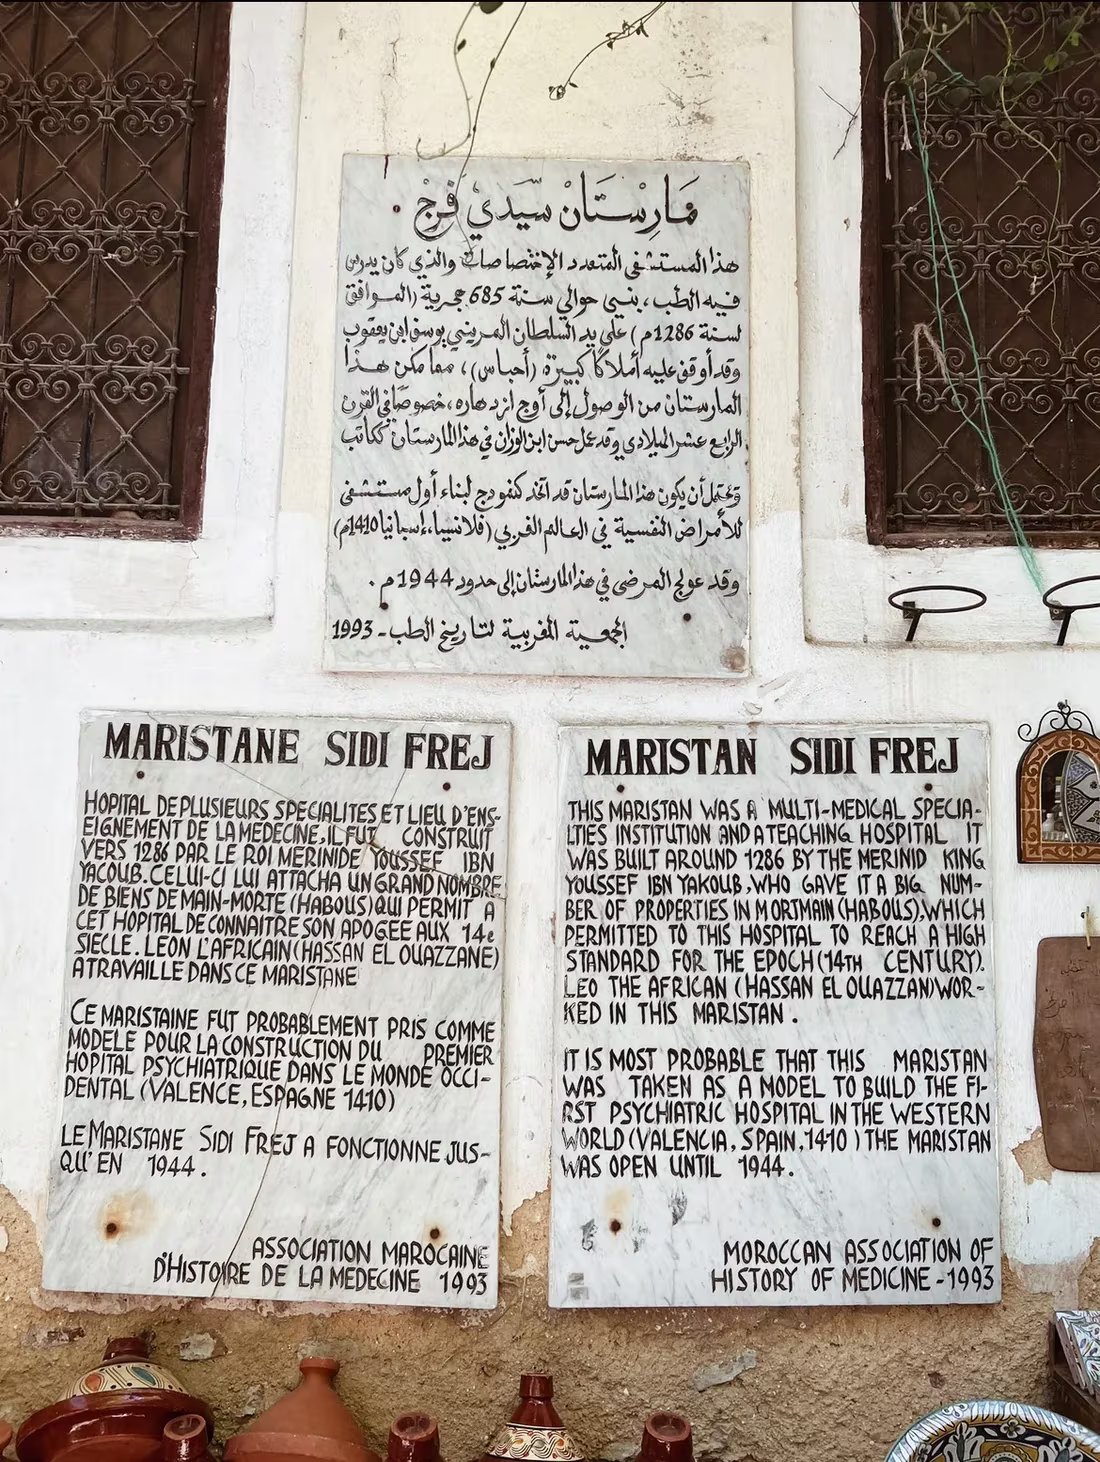 مَارِسْتَانْ سَيِّدِي فَرِجْ
هذا المستشفى المتعدد الإختصاصات والذي كان يدرس
فيه الطب، بني حوالي سنة 685 هجرية (الموافق
لسنة 1286م) على يد السلطان المريني يوسف ابن يعقوب
وقد أوقف عليه أملاكًا كبيرة (أحباس)، مما مكن هذا
المارستان من الوصول إلى أوج ازدهاره، خصوصًا في القرن
الرابع عشر الميلادي وقد عمل حسن ابن الوزان في هذا المارستان ككاتب
ويحتمل أن يكون هذا المارستان قد اتخذ كنموذج لبناء أول مستشفى
للأمراض النفسية في العالم الغربي (فلانسيا، إسبانيا 1410م)
وقد عولج المرضى في هذا المارستان إلى حدود 1944 م .
الجمعية المغربية لتاريخ الطب - 1993
MARISTANE SIDI FREJ
HOPITAL DE PLUSIEURS SPECIALITES ET LIEU D'ENS-
EIGNEMENT DE LA MEDECINE, IL FUT CONSTRUIT
VERS 1286 PAR LE ROI MERINIDE YOUSSEF IBN
YACOUB. CELUI-CI LUI ATTACHA UN GRAND NOMBRE
DE BIENS DE MAIN-MORTE (HABOUS) QUI PERMIT A
CET HOPITAL DE CONNAITRE SON APOGEE AUX 14e
SIECLE. LEON L'AFRICAIN (HASSAN EL OUAZZANE)
A TRAVAILLE DANS CE MARISTANE
CE MARISTAINE FUT PROBABLEMENT PRIS COMME
MODELE POUR LA CONSTRUCTION DU PREMIER
HOPITAL PSYCHIATRIQUE DANS LE MONDE OCCI-
DENTAL (VALENCE, ESPAGNE 1410)
LE MARISTANE SIDI FREJ A FONCTIONNE JUS-
QU'EN 1944.
ASSOCIATION MAROCAINE
D'HISTOIRE DE LA MEDECINE 1993
MARISTAN SIDI FREJ
THIS MARISTAN WAS A MULTI-MEDICAL SPECIA-
LTIES INSTITUTION AND A TEACHING HOSPITAL IT
WAS BUILT AROUND 1286 BY THE MERINID KING
YOUSSEF IBN YAKOUB, WHO GAVE IT A BIG NUM-
BER OF PROPERTIES IN MORTMAIN (HABOUS), WHICH
PERMITTED TO THIS HOSPITAL TO REACH A HIGH
STANDARD FOR THE EPOCH (14TH CENTURY).
LEO THE AFRICAN (HASSAN EL OUAZZAN) WOR-
KED IN THIS MARISTAN.
IT IS MOST PROBABLE THAT THIS MARISTAN
WAS TAKEN AS A MODEL TO BUILD THE FI-
RST PSYCHIATRIC HOSPITAL IN THE WESTERN
WORLD (VALENCIA, SPAIN, 1410) THE MARISTAN
WAS OPEN UNTIL 1944.
MOROCCAN ASSOCIATION OF
HISTORY OF MEDICINE - 1993